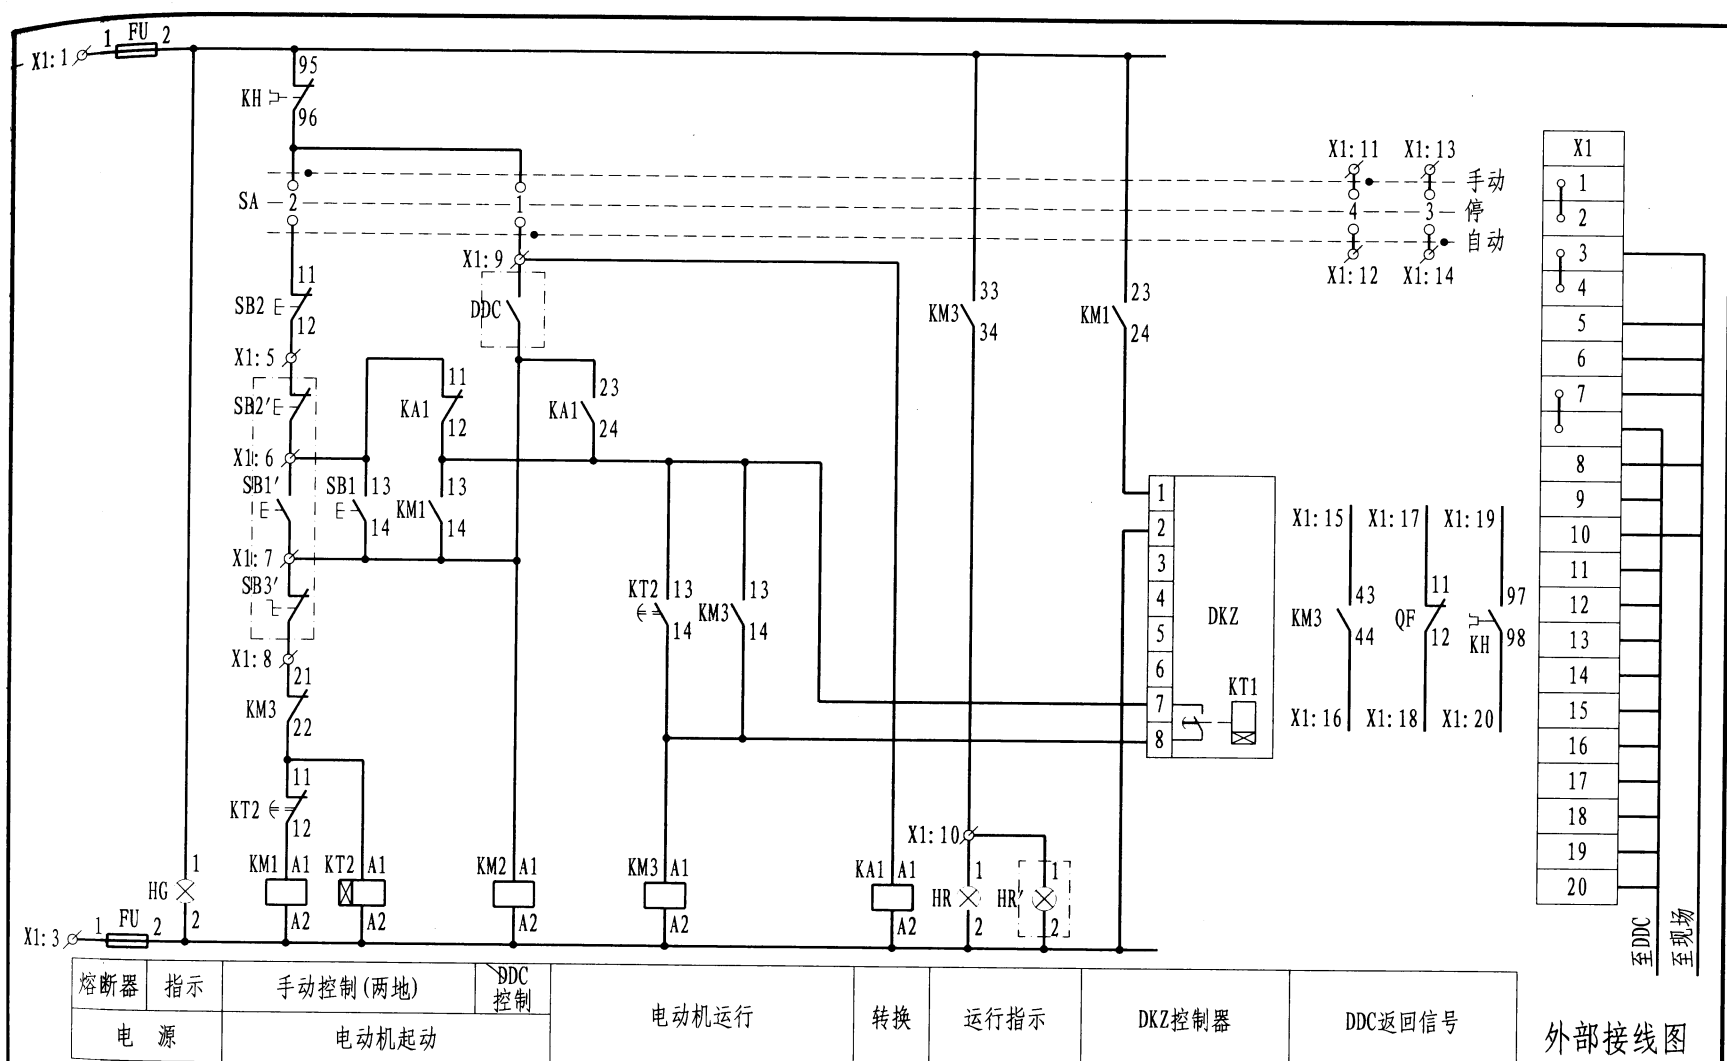 X1:1 1 FU 2
95
KH
96
X1:11 X1:13
手动
SA 2 1 4 3 停
自动
X1:9 X1:12 X1:14
11
SB2
12
DDC
33
KM3
34
23
KM1
24
X1:5
SB2'
11
KA1
12
23
KA1
24
X1:6
SB1'
SB1 13
14
13
KM1
14
X1:7
SB3'
X1:8
21
KM3
22
KT2 13
14
13
KM3
14
1
2
3
4
5
6
7
8
DKZ
KT1
X1:15 X1:17 X1:19
43
KM3
44
11
QF
12
97
KH 98
X1:16 X1:18 X1:20
11
KT2
12
X1:10
1
HG
2
KM1 A1
A2
KT2 A1
A2
KM2 A1
A2
KM3 A1
A2
KA1 A1
A2
1
HR
2
1
HR'
2
X1:3 1 FU 2
X1
1
2
3
4
5
6
7
8
9
10
11
12
13
14
15
16
17
18
19
20
至DDC
至现场
熔断器 指示 手动控制(两地) DDC控制
电源 电动机起动
电动机运行 转换 运行指示 DKZ控制器 DDC返回信号
外部接线图